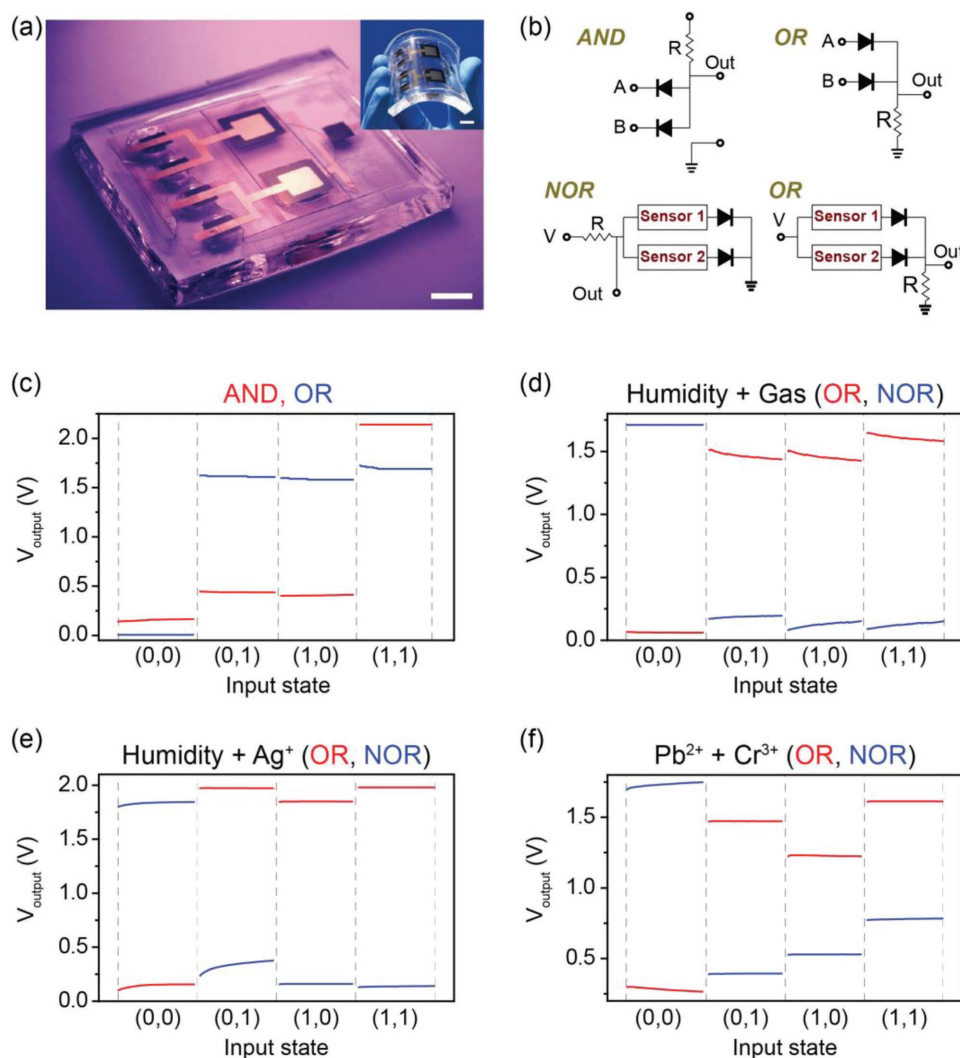 (a)
(b)
AND
R
Out
A
B
OR
A
B
Out
R
NOR
V
R
Sensor 1
Sensor 2
Out
OR
V
Sensor 1
Sensor 2
Out
R
(c)
AND, OR
2.0
1.5
1.0
0.5
0.0
Voutput (V)
(0,0) (0,1) (1,0) (1,1)
Input state
(d)
Humidity + Gas (OR, NOR)
1.5
1.0
0.5
0.0
Voutput (V)
(0,0) (0,1) (1,0) (1,1)
Input state
(e)
Humidity + Ag⁺ (OR, NOR)
2.0
1.5
1.0
0.5
0.0
Voutput (V)
(0,0) (0,1) (1,0) (1,1)
Input state
(f)
Pb²⁺ + Cr³⁺ (OR, NOR)
1.5
1.0
0.5
Voutput (V)
(0,0) (0,1) (1,0) (1,1)
Input state